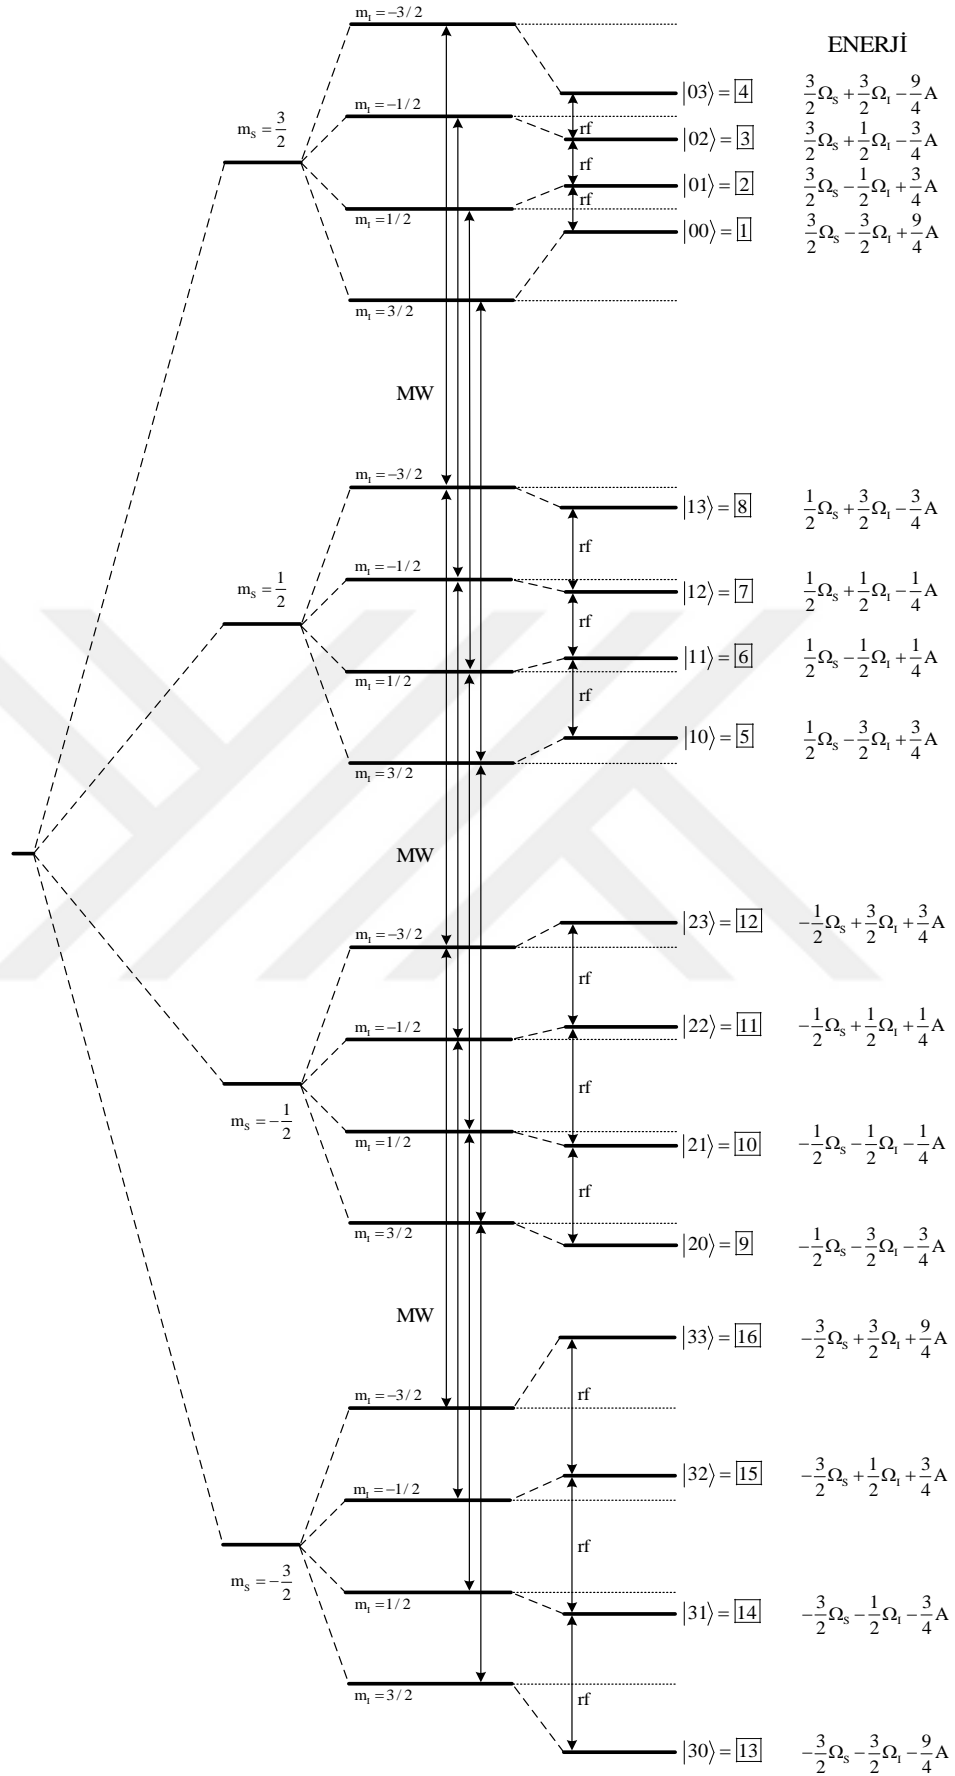 m_I = −3/2
ENERJİ
|03⟩ = 4    3/2 Ω_S + 3/2 Ω_I − 9/4 A
m_I = −1/2
m_S = 3/2
rf
|02⟩ = 3    3/2 Ω_S + 1/2 Ω_I − 3/4 A
rf
|01⟩ = 2    3/2 Ω_S − 1/2 Ω_I + 3/4 A
rf
m_I = 1/2
|00⟩ = 1    3/2 Ω_S − 3/2 Ω_I + 9/4 A
m_I = 3/2
MW
m_I = −3/2
|13⟩ = 8    1/2 Ω_S + 3/2 Ω_I − 3/4 A
rf
m_I = −1/2
m_S = 1/2
|12⟩ = 7    1/2 Ω_S + 1/2 Ω_I − 1/4 A
rf
|11⟩ = 6    1/2 Ω_S − 1/2 Ω_I + 1/4 A
m_I = 1/2
rf
|10⟩ = 5    1/2 Ω_S − 3/2 Ω_I + 3/4 A
m_I = 3/2
MW
|23⟩ = 12    −1/2 Ω_S + 3/2 Ω_I + 3/4 A
m_I = −3/2
rf
m_I = −1/2
|22⟩ = 11    −1/2 Ω_S + 1/2 Ω_I + 1/4 A
rf
m_S = −1/2
m_I = 1/2
|21⟩ = 10    −1/2 Ω_S − 1/2 Ω_I − 1/4 A
rf
m_I = 3/2
|20⟩ = 9    −1/2 Ω_S − 3/2 Ω_I − 3/4 A
MW
|33⟩ = 16    −3/2 Ω_S + 3/2 Ω_I + 9/4 A
rf
m_I = −3/2
|32⟩ = 15    −3/2 Ω_S + 1/2 Ω_I + 3/4 A
m_I = −1/2
rf
m_S = −3/2
m_I = 1/2
|31⟩ = 14    −3/2 Ω_S − 1/2 Ω_I − 3/4 A
m_I = 3/2
rf
|30⟩ = 13    −3/2 Ω_S − 3/2 Ω_I − 9/4 A